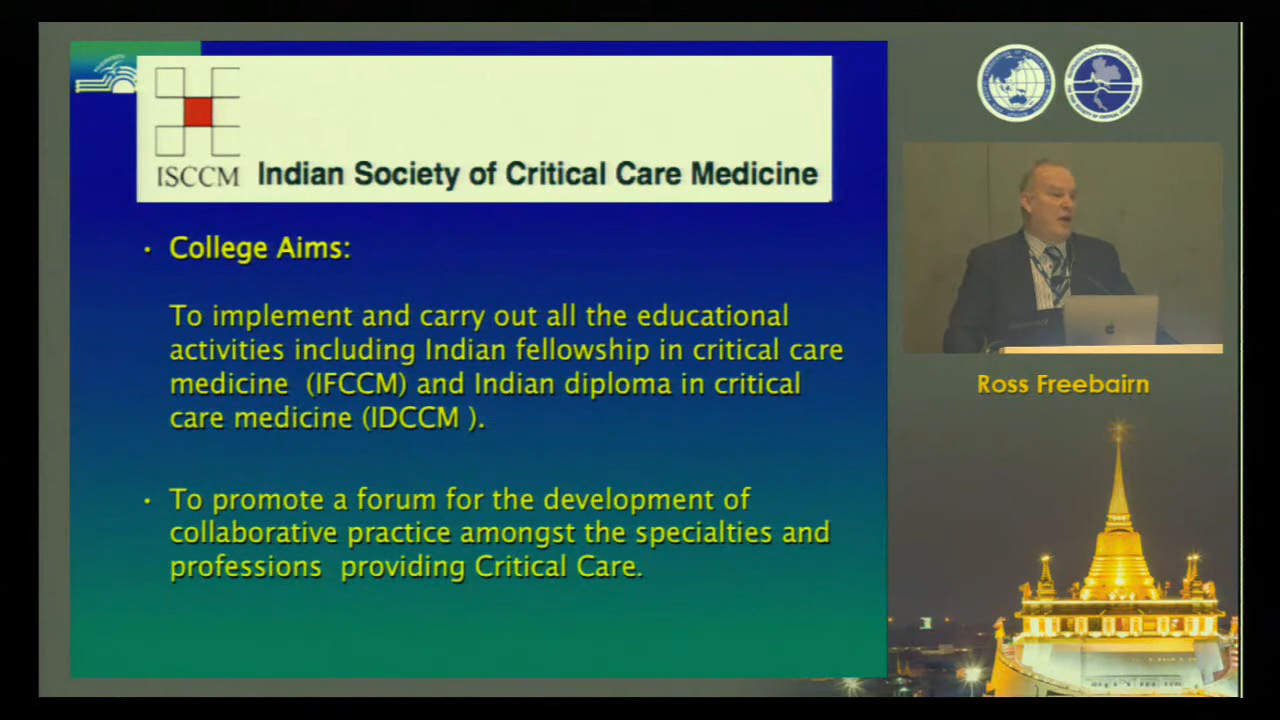 ISCCM Indian Society of Critical Care Medicine
• College Aims:
To implement and carry out all the educational
activities including Indian fellowship in critical care
medicine (IFCCM) and Indian diploma in critical
care medicine (IDCCM ).
• To promote a forum for the development of
collaborative practice amongst the specialties and
professions providing Critical Care.
Ross Freebairn